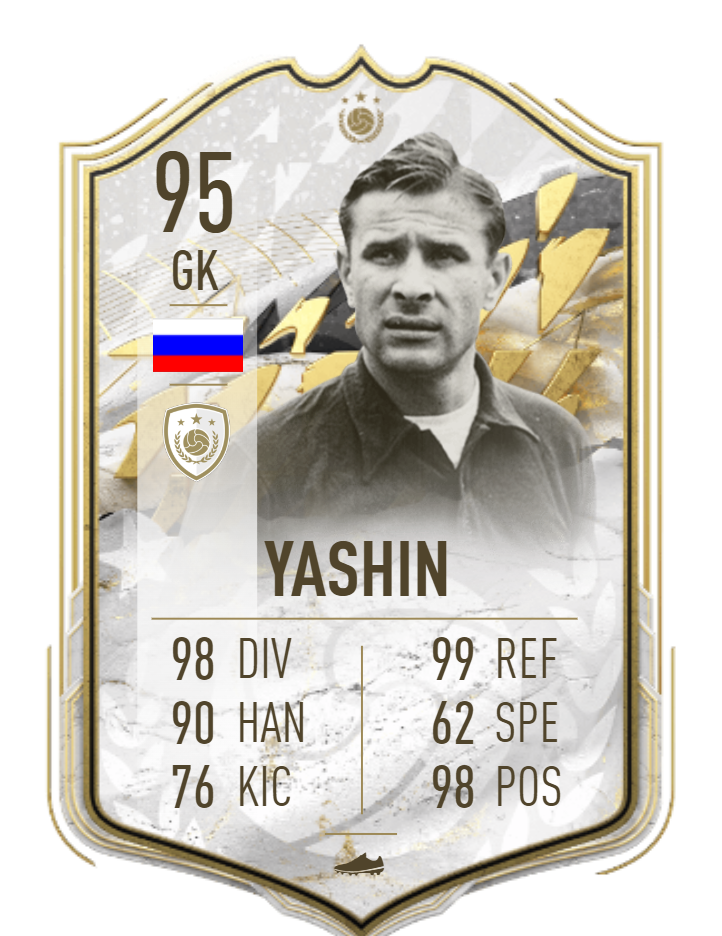 95
GK
YASHIN
98 DIV 99 REF
90 HAN 62 SPE
76 KIC 98 POS